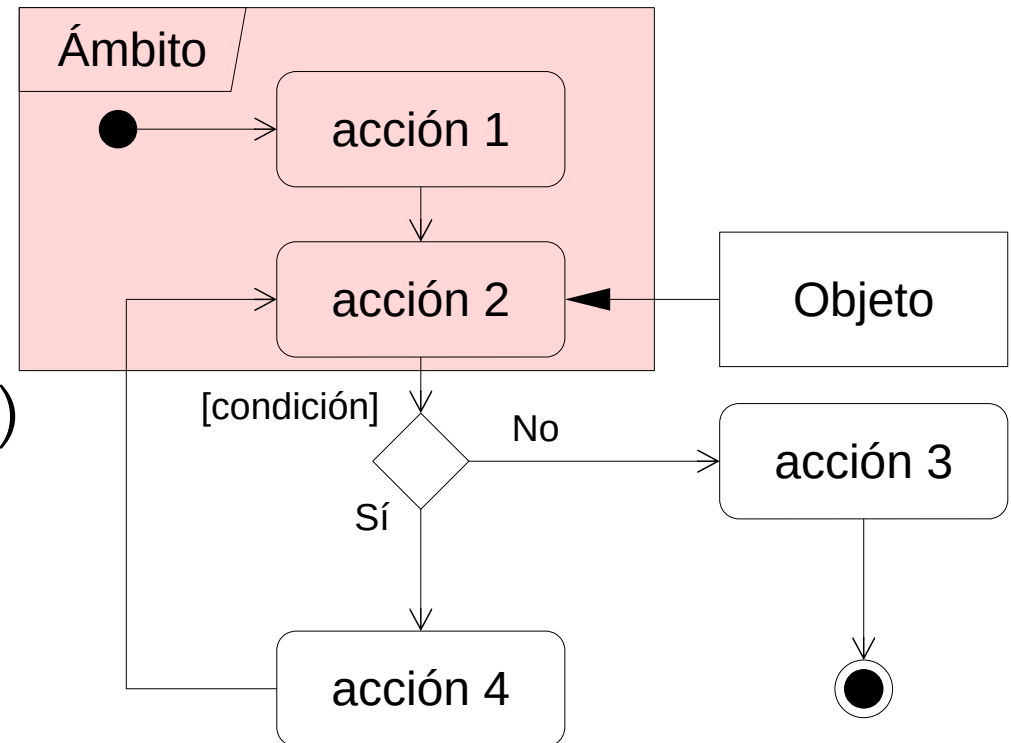 Ámbito
acción 1
acción 2
Objeto
)
[condición]
No
acción 3
Sí
acción 4